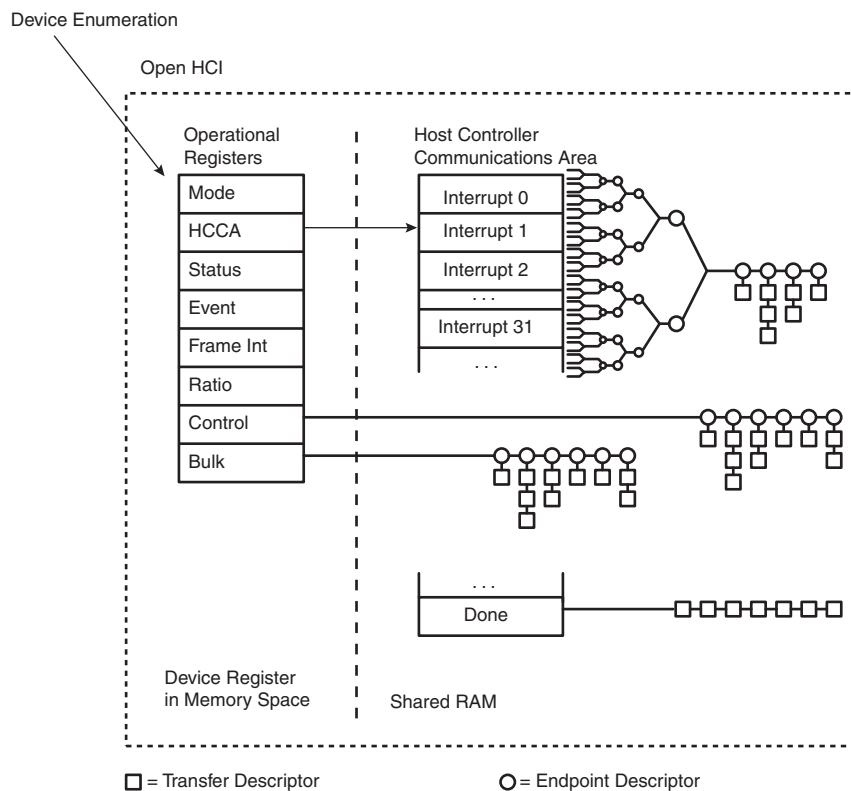 Device Enumeration
Open HCI
Operational
Registers
Mode
HCCA
Status
Event
Frame Int
Ratio
Control
Bulk
Host Controller
Communications Area
Interrupt 0
Interrupt 1
Interrupt 2
. . .
Interrupt 31
. . .
. . .
Done
Device Register
in Memory Space
Shared RAM
= Transfer Descriptor
= Endpoint Descriptor